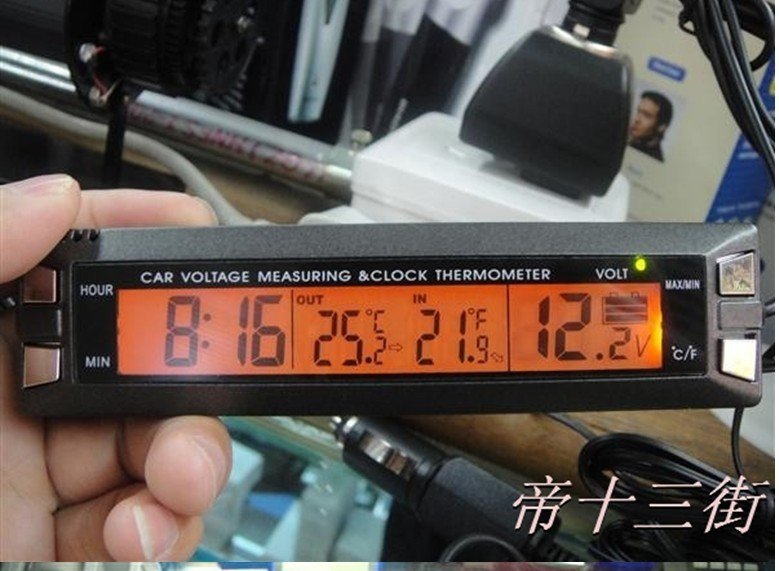 CAR VOLTAGE MEASURING &CLOCK THERMOMETER VOLT
HOUR MAX/MIN
OUT IN
8:16 25.2°C 21.9°F 12.2V
MIN °C/F
帝十三街